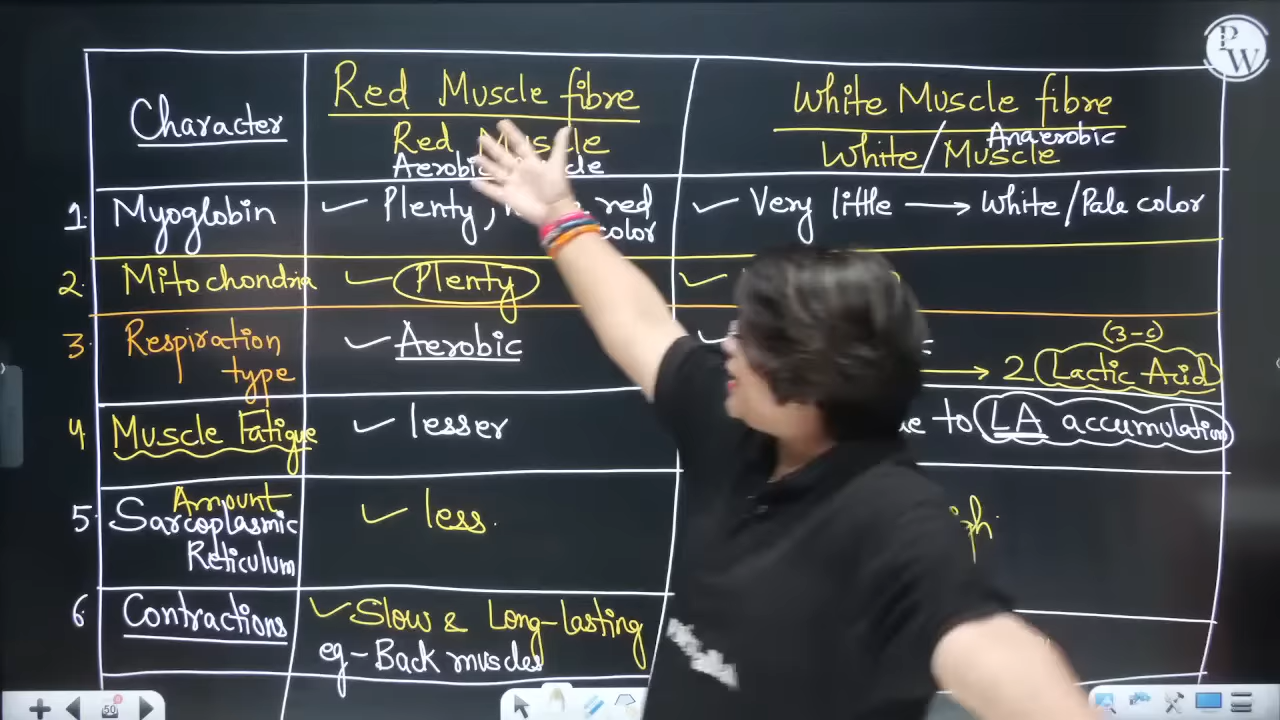 PW
Character
Red Muscle fibre
Red Muscle
Aerobic
White Muscle fibre
White/Muscle
Anaerobic
1. Myoglobin
Plenty, red
color
Very little → White/Pale color
2. Mitochondria
Plenty
3. Respiration
type
Aerobic
(3-C)
→ 2 Lactic Acid
4. Muscle Fatigue
lesser
to LA accumulation
5. Amount
Sarcoplasmic
Reticulum
less.
6. Contractions
Slow & Long-lasting
eg- Back muscles
50